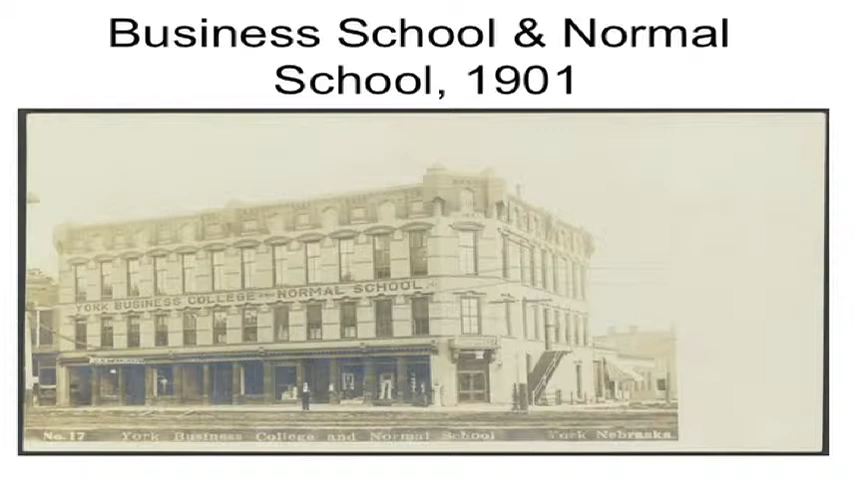 Business School & Normal
School, 1901
YORK BUSINESS COLLEGE AND NORMAL SCHOOL.
No. 17 York Business College and Normal School York Nebraska.